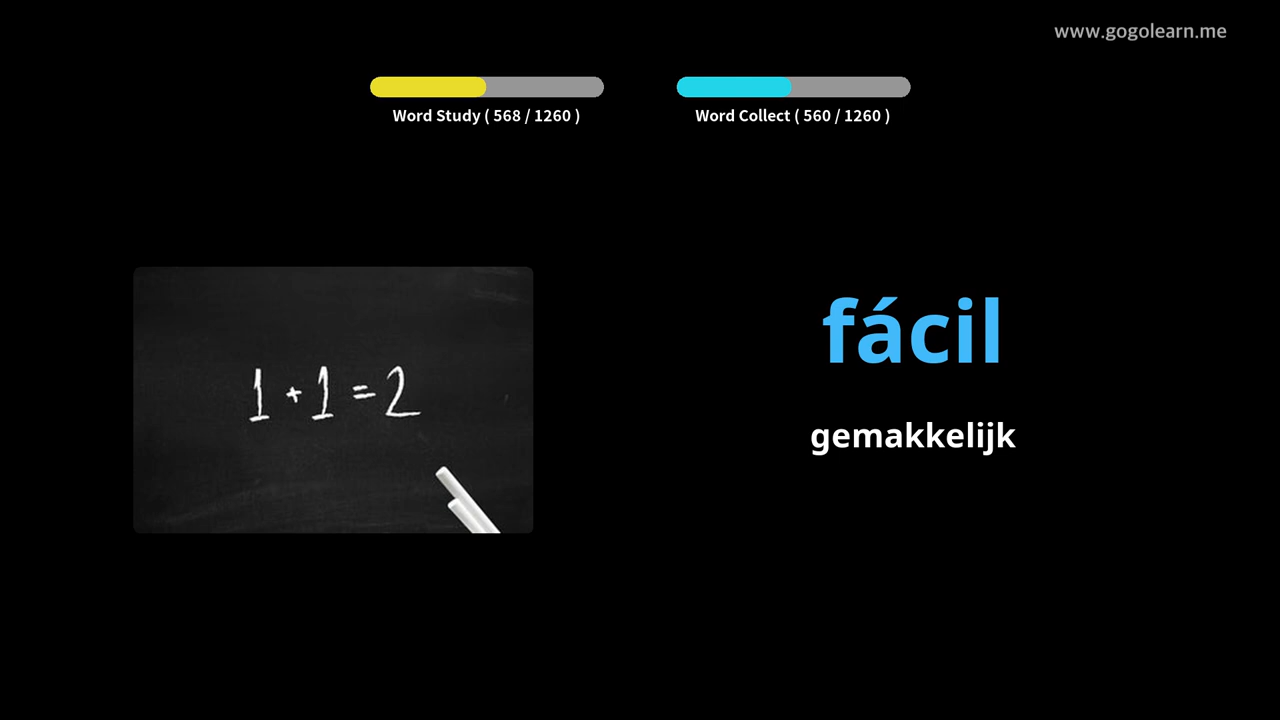 www.gogolearn.me
Word Study ( 568 / 1260 )
Word Collect ( 560 / 1260 )
1 + 1 = 2
fácil
gemakkelijk